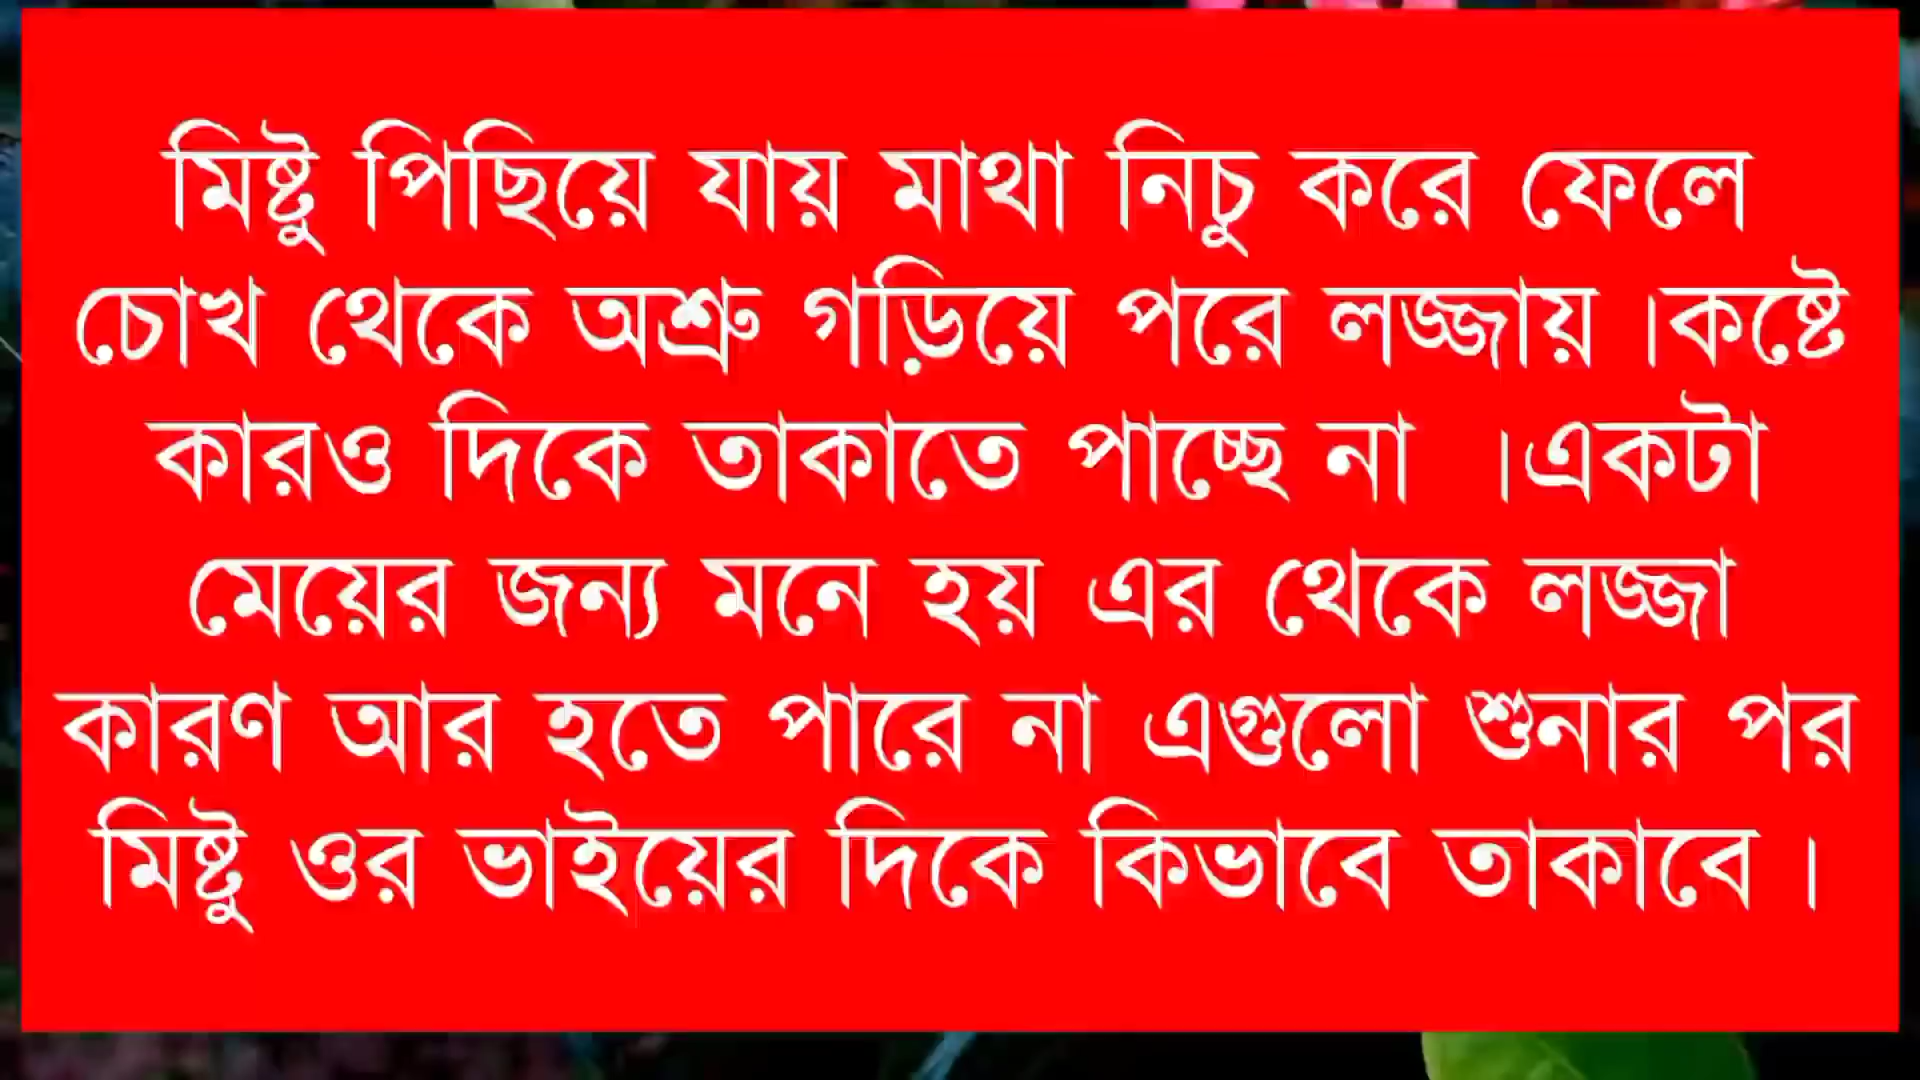 মিষ্টু পিছিয়ে যায় মাথা নিচু করে ফেলে
চোখ থেকে অশ্রু গড়িয়ে পরে লজ্জায় ।কষ্টে
কারও দিকে তাকাতে পাচ্ছে না ।একটা
মেয়ের জন্য মনে হয় এর থেকে লজ্জা
কারণ আর হতে পারে না এগুলো শুনার পর
মিষ্টু ওর ভাইয়ের দিকে কিভাবে তাকাবে ।